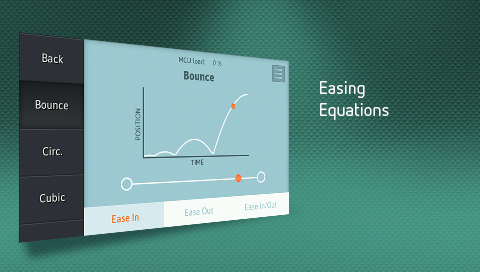 Back
Bounce
Circ.
Cubic
MCU load: 0 %
Bounce
POSITION
TIME
Ease In
Ease Out
Ease In/Out
Easing
Equations